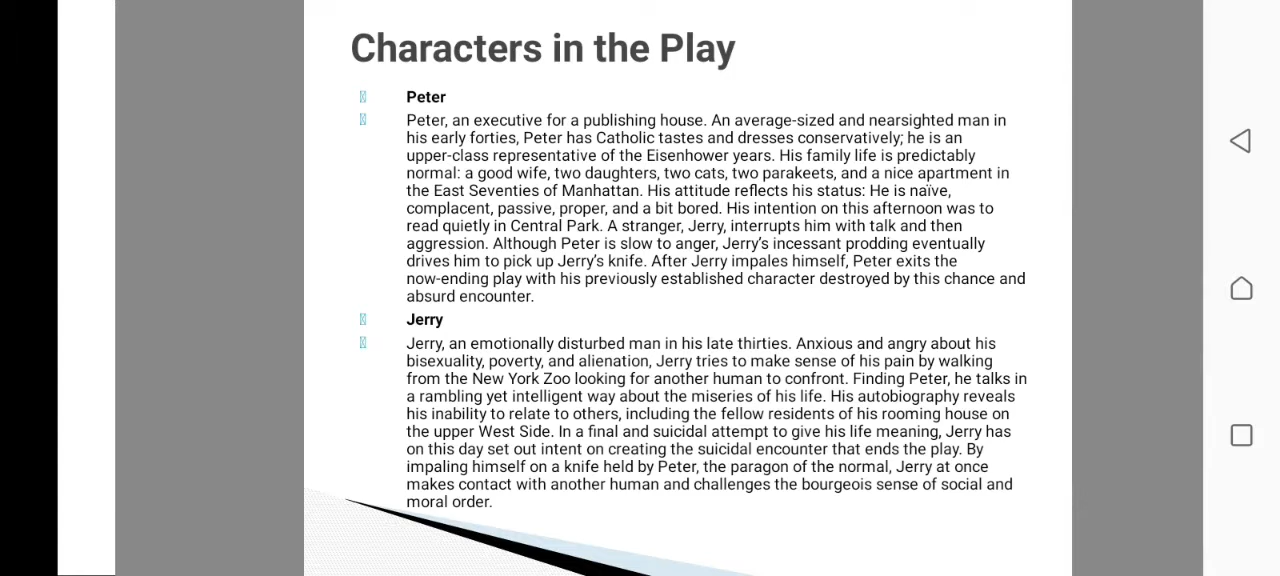 Characters in the Play
Peter
Peter, an executive for a publishing house. An average-sized and nearsighted man in
his early forties, Peter has Catholic tastes and dresses conservatively; he is an
upper-class representative of the Eisenhower years. His family life is predictably
normal: a good wife, two daughters, two cats, two parakeets, and a nice apartment in
the East Seventies of Manhattan. His attitude reflects his status: He is naïve,
complacent, passive, proper, and a bit bored. His intention on this afternoon was to
read quietly in Central Park. A stranger, Jerry, interrupts him with talk and then
aggression. Although Peter is slow to anger, Jerry’s incessant prodding eventually
drives him to pick up Jerry’s knife. After Jerry impales himself, Peter exits the
now-ending play with his previously established character destroyed by this chance and
absurd encounter.
Jerry
Jerry, an emotionally disturbed man in his late thirties. Anxious and angry about his
bisexuality, poverty, and alienation, Jerry tries to make sense of his pain by walking
from the New York Zoo looking for another human to confront. Finding Peter, he talks in
a rambling yet intelligent way about the miseries of his life. His autobiography reveals
his inability to relate to others, including the fellow residents of his rooming house on
the upper West Side. In a final and suicidal attempt to give his life meaning, Jerry has
on this day set out intent on creating the suicidal encounter that ends the play. By
impaling himself on a knife held by Peter, the paragon of the normal, Jerry at once
makes contact with another human and challenges the bourgeois sense of social and
moral order.